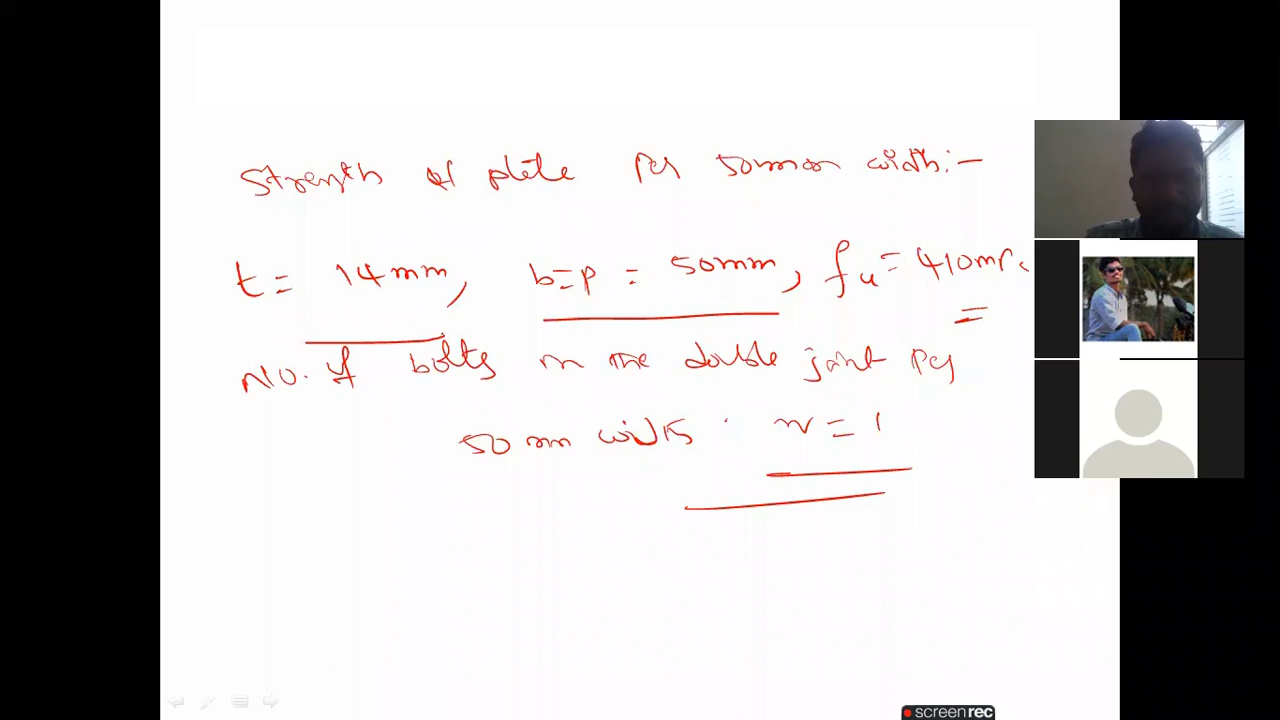 Strength of plate per 50mm width:-
t = 14mm, b=p = 50mm, fu = 410MPa
No. of bolts in the double joint per
50 mm width. n = 1
screenrec